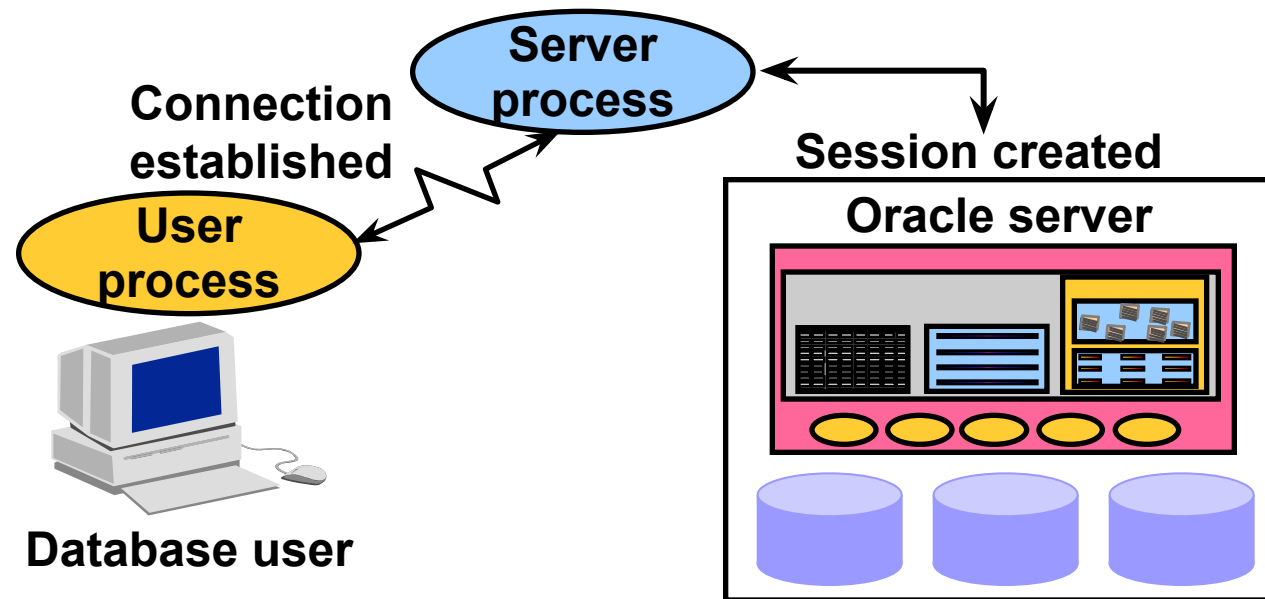 Server
process
Connection
established
User
process
Session created
Oracle server
Database user